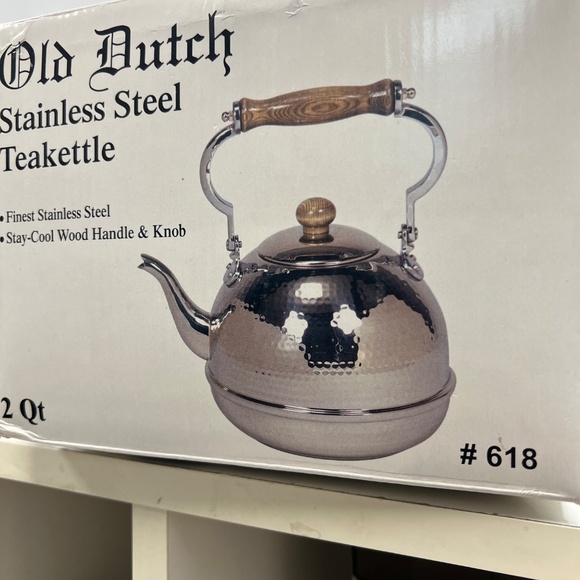 Old Dutch
Stainless Steel
Teakettle
• Finest Stainless Steel
• Stay-Cool Wood Handle & Knob
2 Qt
# 618